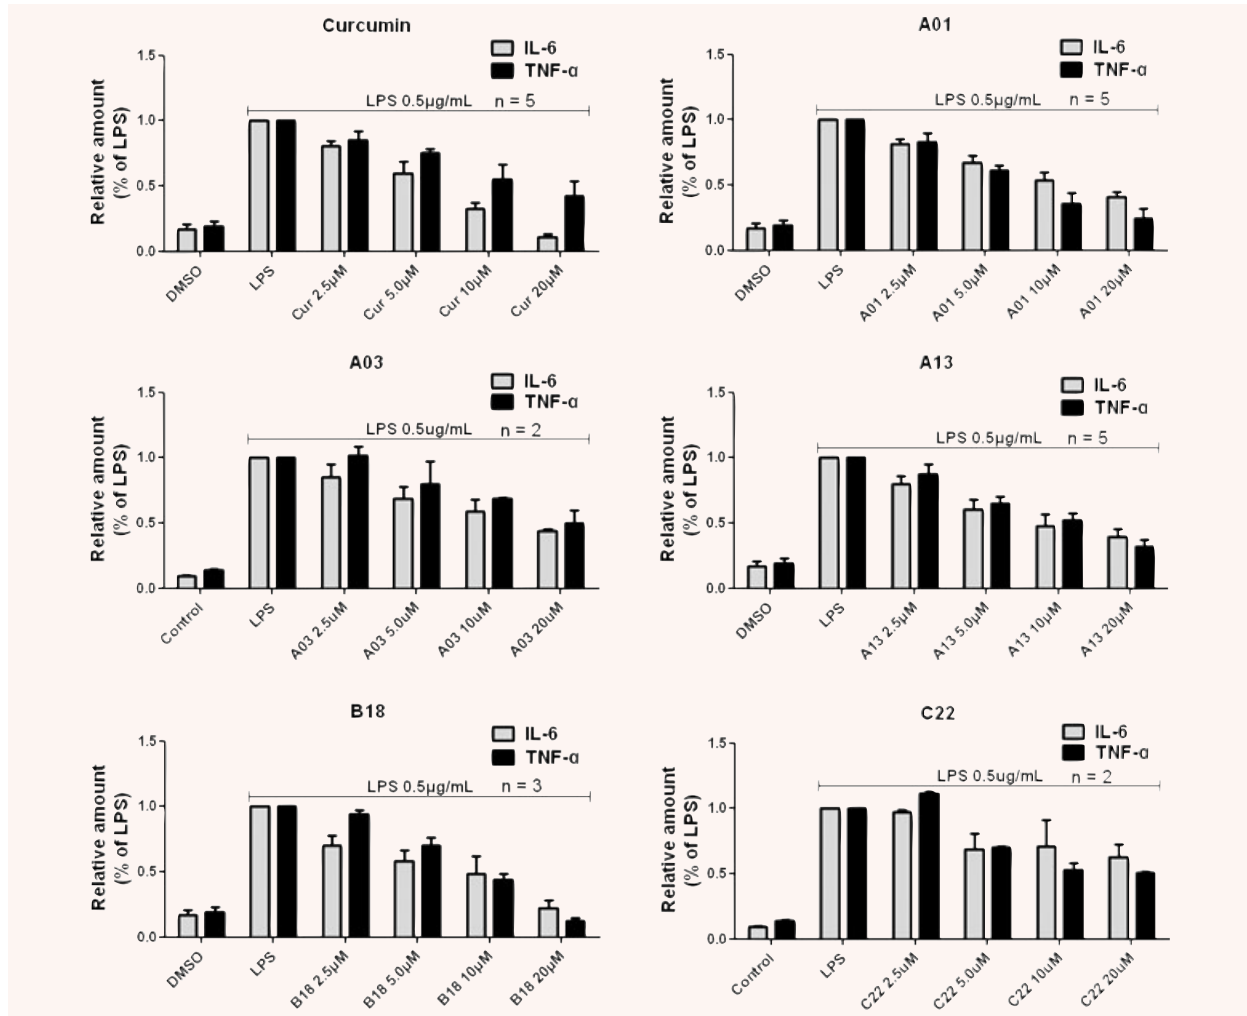 Curcumin
IL-6
TNF-α
LPS 0.5µg/mL n = 5
Relative amount
(% of LPS)
1.5
1.0
0.5
0.0
DMSO
LPS
Cur 2.5µM
Cur 5.0µM
Cur 10µM
Cur 20µM
A01
IL-6
TNF-α
LPS 0.5µg/mL n = 5
Relative amount
(% of LPS)
1.5
1.0
0.5
0.0
DMSO
LPS
A01 2.5µM
A01 5.0µM
A01 10µM
A01 20µM
A03
IL-6
TNF-α
LPS 0.5ug/mL n = 2
Relative amount
(% of LPS)
1.5
1.0
0.5
0.0
Control
LPS
A03 2.5uM
A03 5.0uM
A03 10uM
A03 20uM
A13
IL-6
TNF-α
LPS 0.5µg/mL n = 5
Relative amount
(% of LPS)
1.5
1.0
0.5
0.0
DMSO
LPS
A13 2.5µM
A13 5.0µM
A13 10µM
A13 20µM
B18
IL-6
TNF-α
LPS 0.5µg/mL n = 3
Relative amount
(% of LPS)
1.5
1.0
0.5
0.0
DMSO
LPS
B18 2.5µM
B18 5.0µM
B18 10µM
B18 20µM
C22
IL-6
TNF-α
LPS 0.5ug/mL n = 2
Relative amount
(% of LPS)
1.5
1.0
0.5
0.0
Control
LPS
C22 2.5uM
C22 5.0uM
C22 10uM
C22 20uM